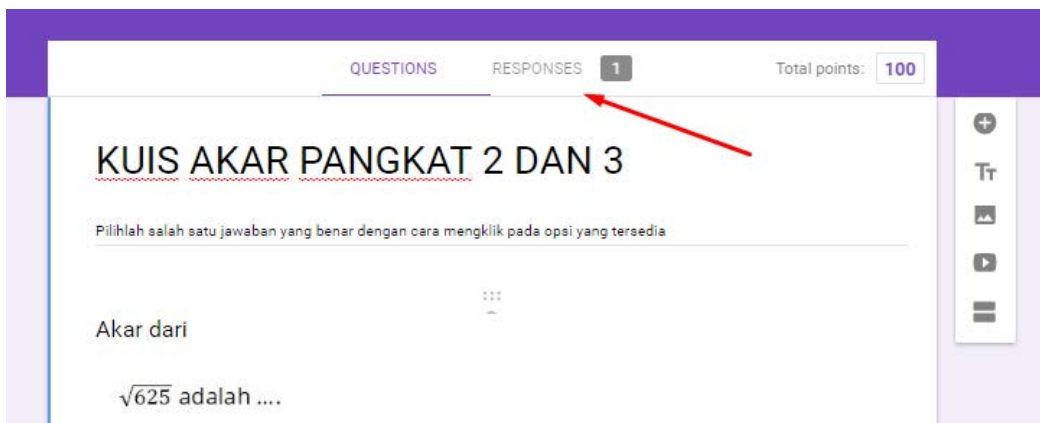 QUESTIONS RESPONSES 1 Total points: 100
KUIS AKAR PANGKAT 2 DAN 3
Pilihlah salah satu jawaban yang benar dengan cara mengklik pada opsi yang tersedia
Akar dari
√625 adalah ....
Tт